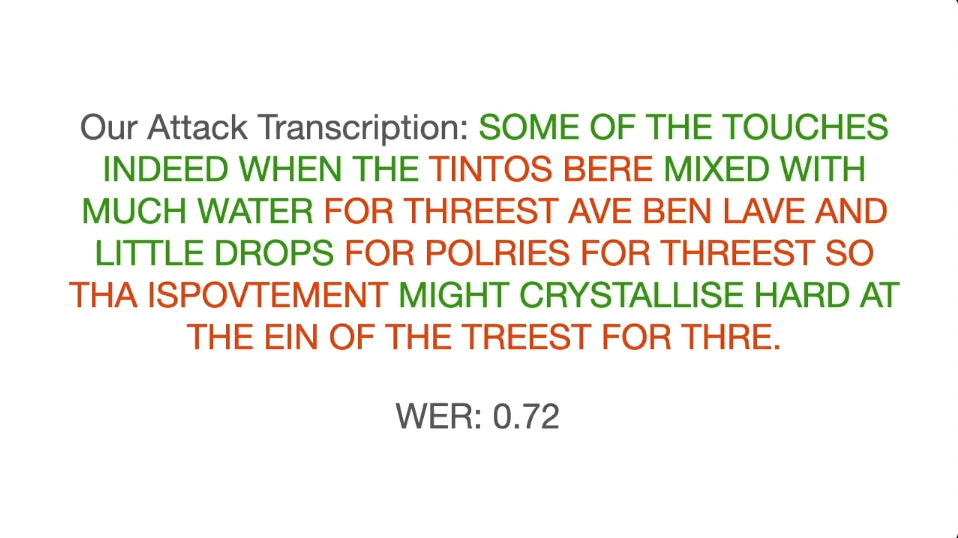 Our Attack Transcription: SOME OF THE TOUCHES
INDEED WHEN THE TINTOS BERE MIXED WITH
MUCH WATER FOR THREEST AVE BEN LAVE AND
LITTLE DROPS FOR POLRIES FOR THREEST SO
THA ISPOVTEMENT MIGHT CRYSTALLISE HARD AT
THE EIN OF THE TREEST FOR THRE.
WER: 0.72